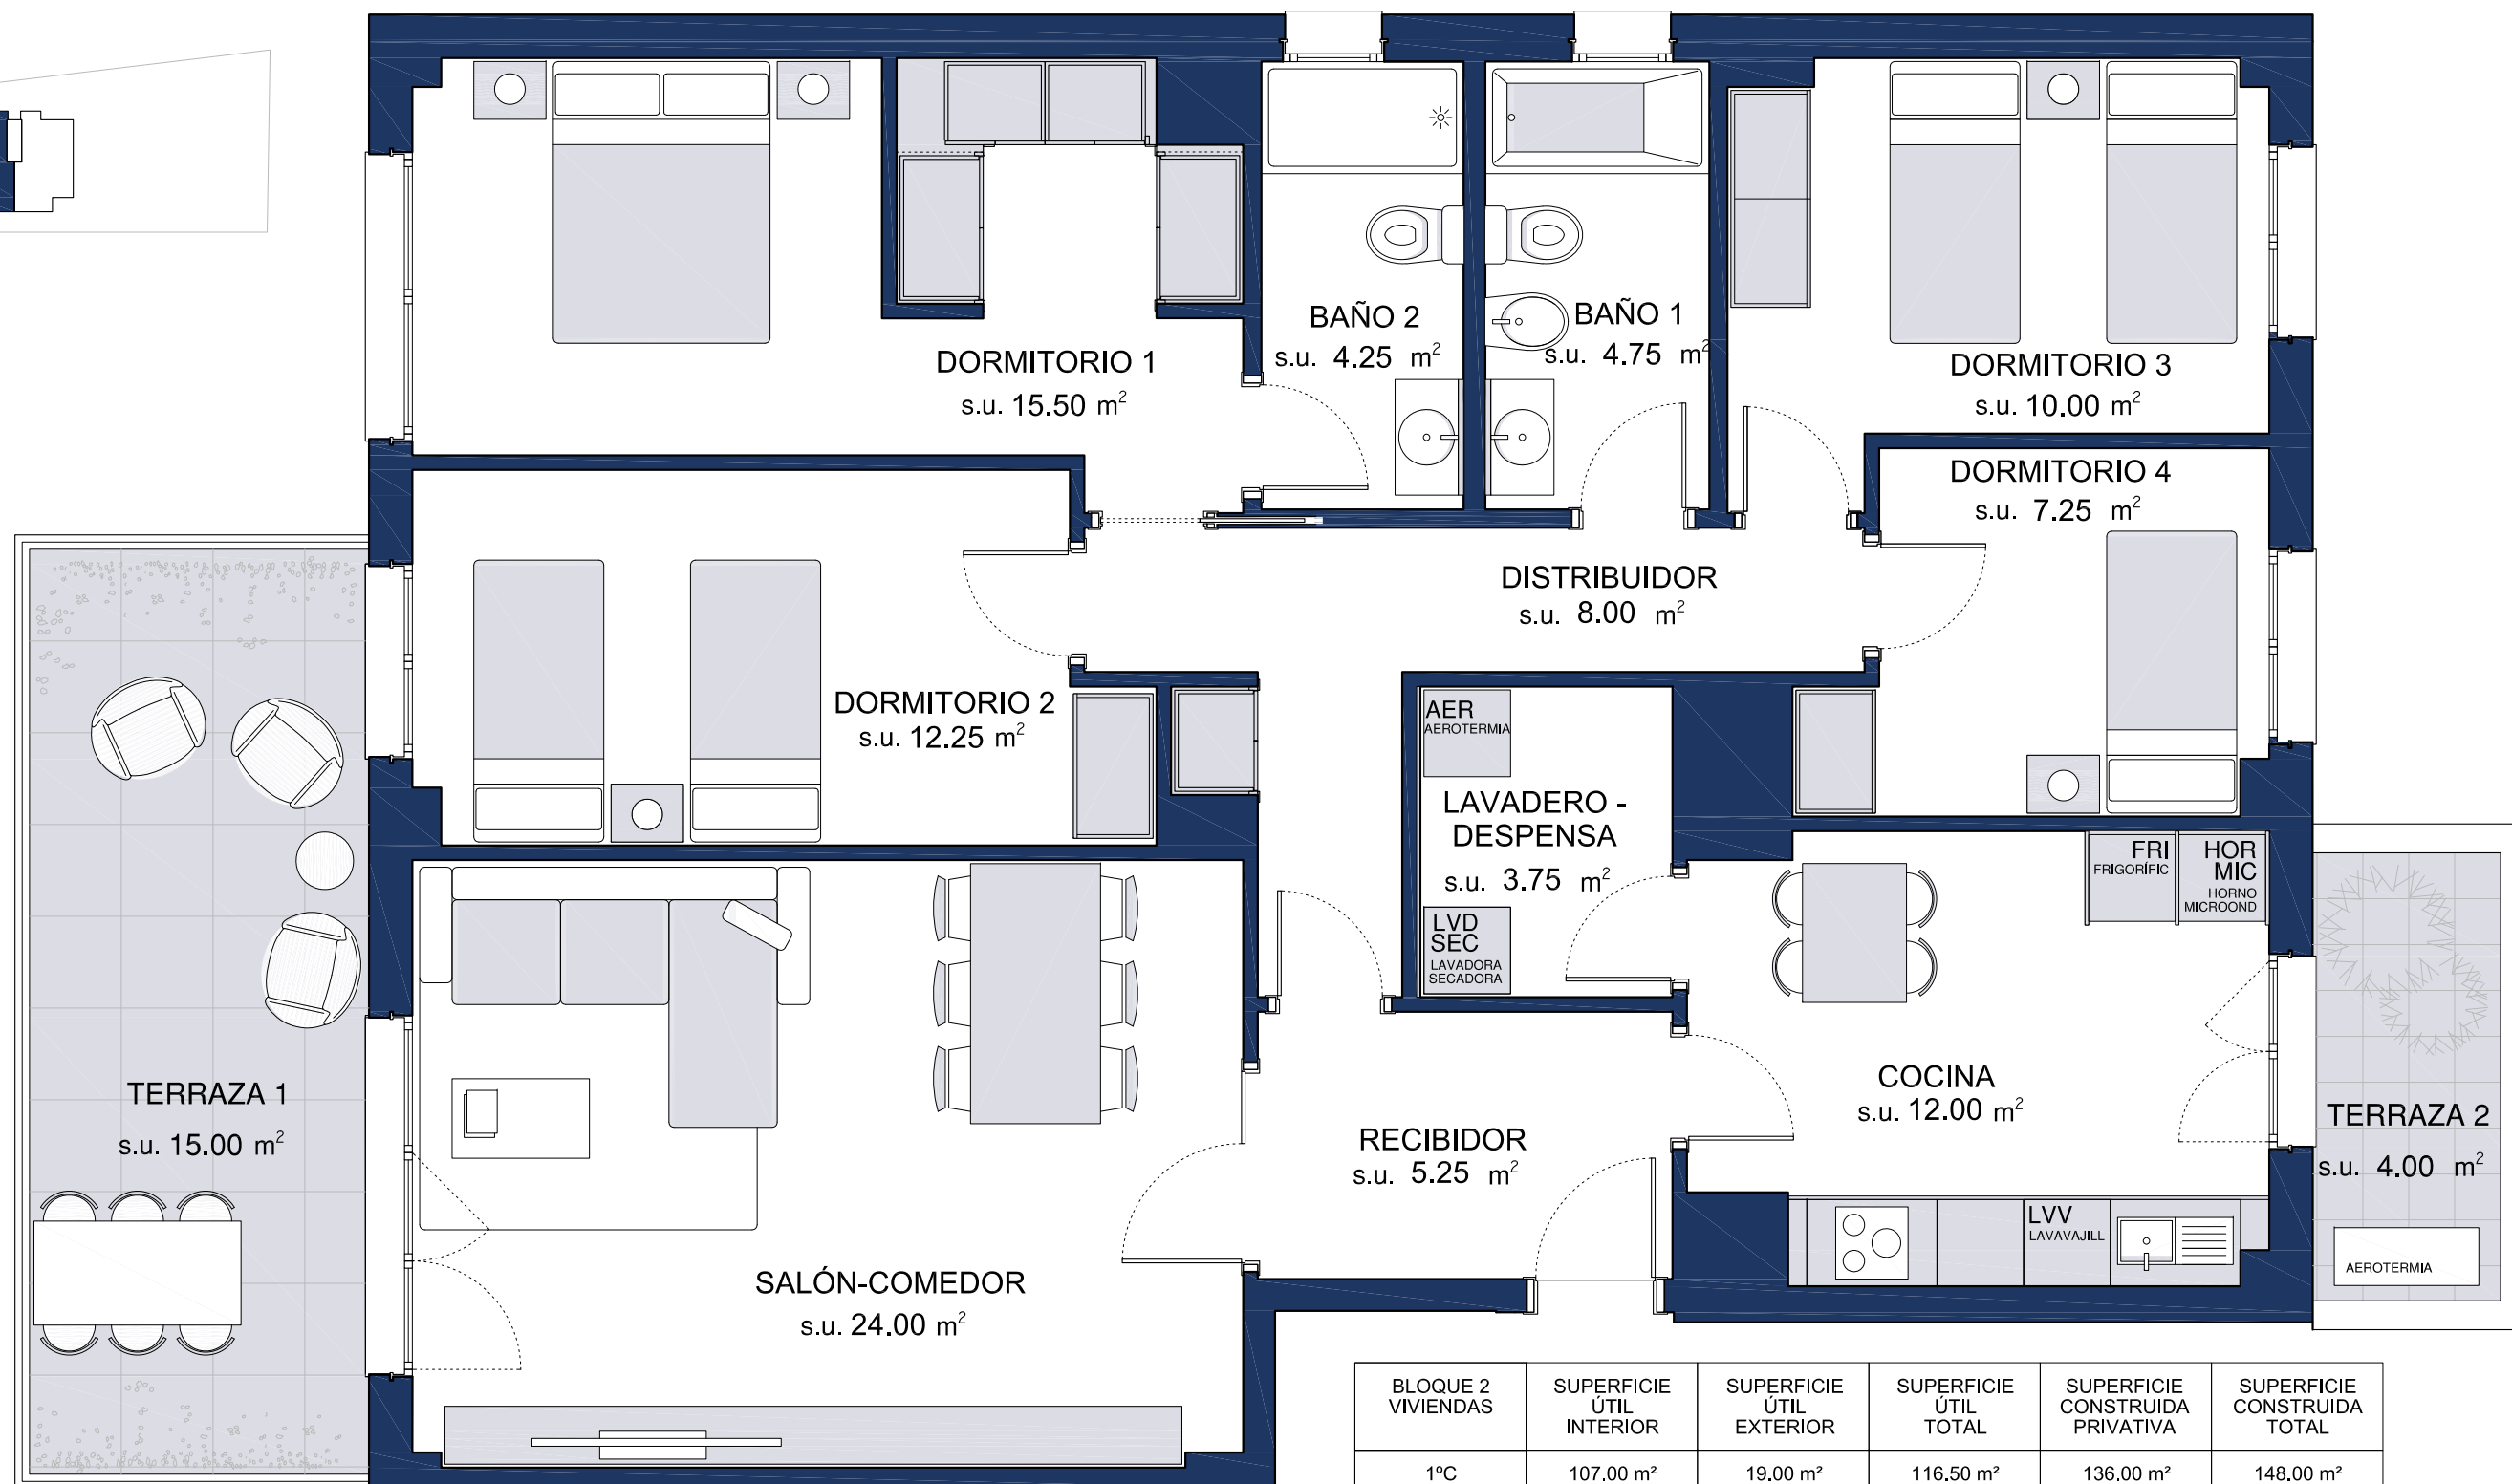 DORMITORIO 1
s.u. 15.50 m²
BAÑO 2
s.u. 4.25 m²
BAÑO 1
s.u. 4.75 m²
DORMITORIO 3
s.u. 10.00 m²
DORMITORIO 4
s.u. 7.25 m²
DISTRIBUIDOR
s.u. 8.00 m²
DORMITORIO 2
s.u. 12.25 m²
AER
AEROTERMIA
LAVADERO -
DESPENSA
s.u. 3.75 m²
LVD
SEC
LAVADORA
SECADORA
FRI
FRIGORÍFIC
HOR
MIC
HORNO
MICROOND
COCINA
s.u. 12.00 m²
TERRAZA 1
s.u. 15.00 m²
RECIBIDOR
s.u. 5.25 m²
TERRAZA 2
s.u. 4.00 m²
LVV
LAVAVAJILL
AEROTERMIA
SALÓN-COMEDOR
s.u. 24.00 m²
BLOQUE 2
VIVIENDAS
SUPERFICIE
ÚTIL
INTERIOR
SUPERFICIE
ÚTIL
EXTERIOR
SUPERFICIE
ÚTIL
TOTAL
SUPERFICIE
CONSTRUIDA
PRIVATIVA
SUPERFICIE
CONSTRUIDA
TOTAL
1ºC
107.00 m²
19.00 m²
116.50 m²
136.00 m²
148.00 m²